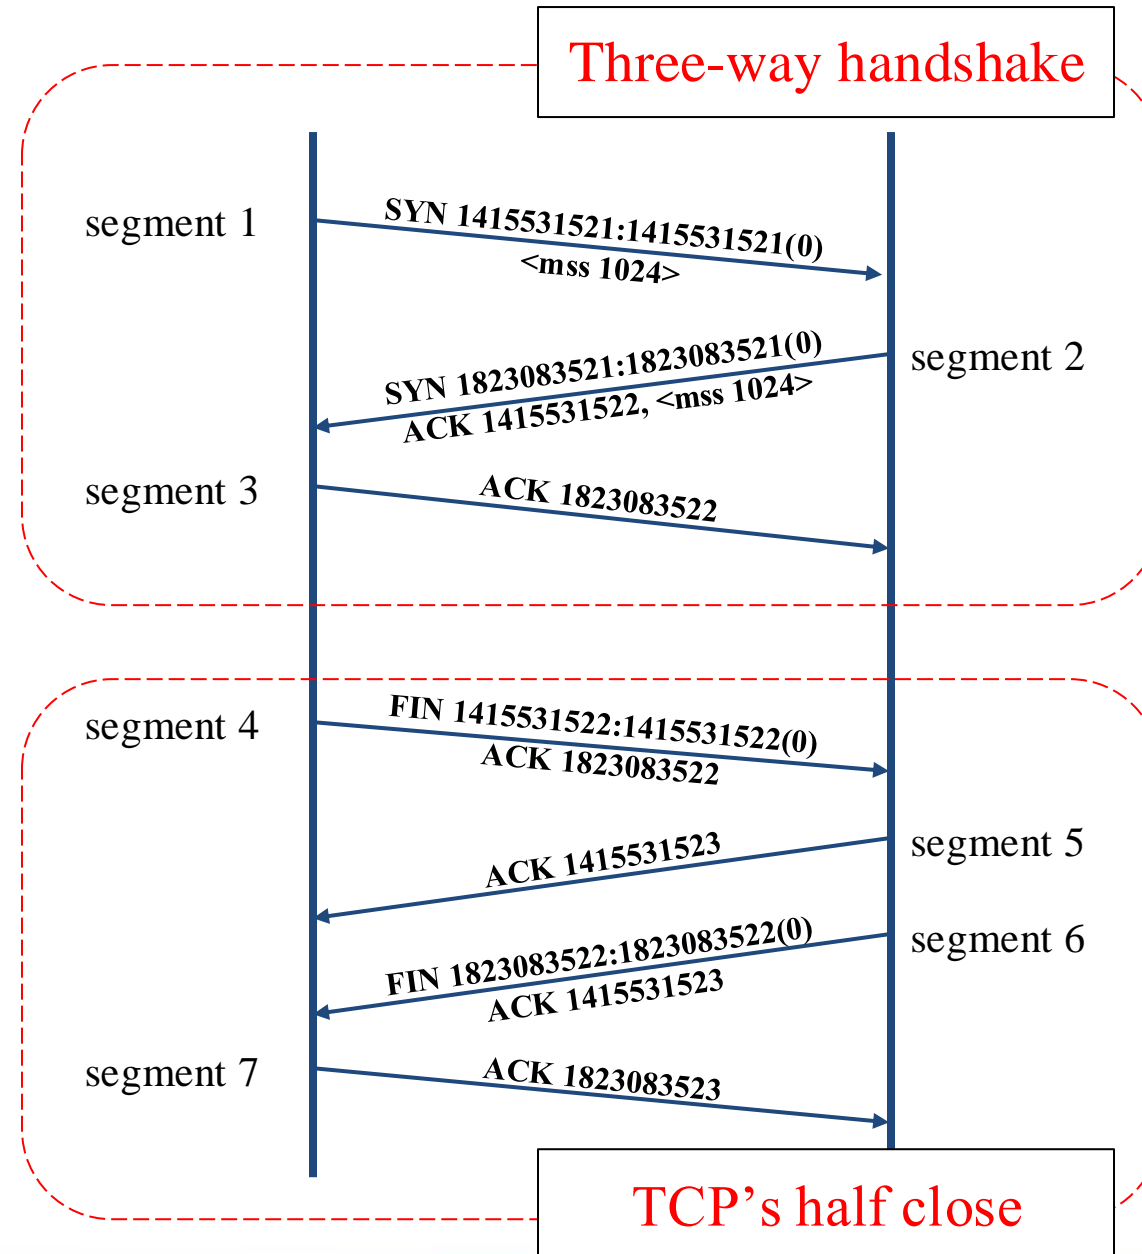 Three-way handshake
segment 1
SYN 1415531521:1415531521(0)
<mss 1024>
SYN 1823083521:1823083521(0)
ACK 1415531522, <mss 1024>
segment 2
segment 3
ACK 1823083522
segment 4
FIN 1415531522:1415531522(0)
ACK 1823083522
ACK 1415531523
segment 5
FIN 1823083522:1823083522(0)
ACK 1415531523
segment 6
segment 7
ACK 1823083523
TCP’s half close